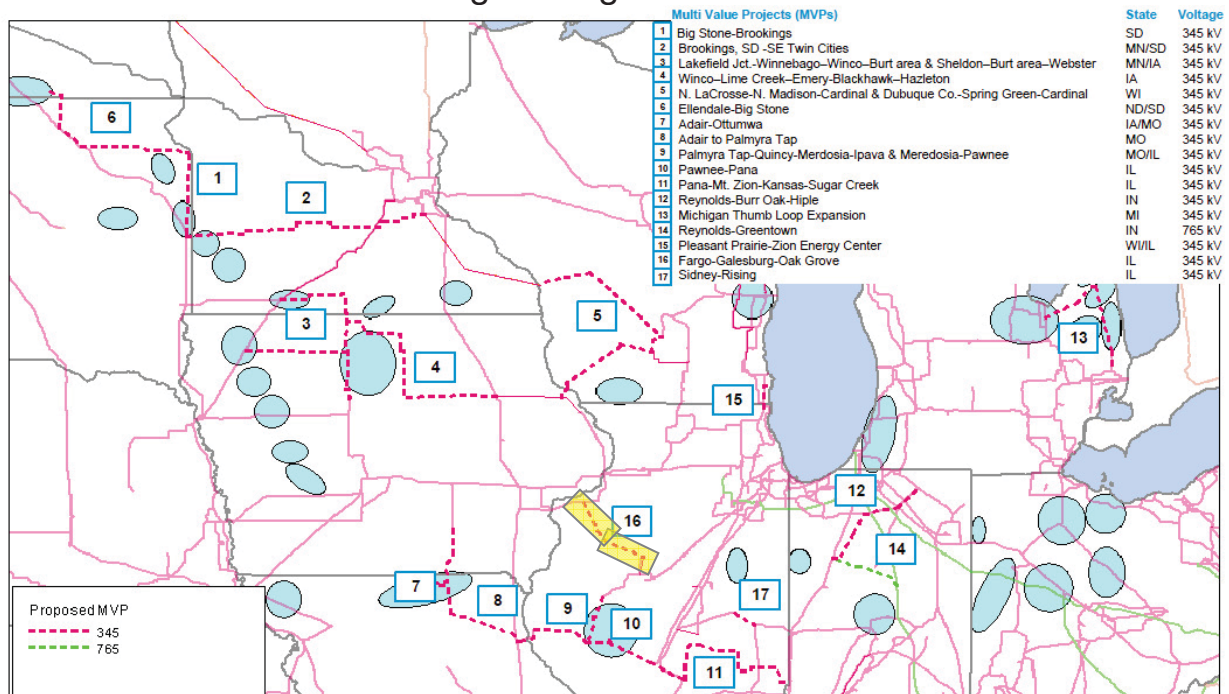 Multi Value Projects (MVPs) State Voltage
1 Big Stone-Brookings SD 345 kV
2 Brookings, SD -SE Twin Cities MN/SD 345 kV
3 Lakefield Jct.-Winnebago–Winco–Burt area & Sheldon–Burt area–Webster MN/IA 345 kV
4 Winco–Lime Creek–Emery-Blackhawk–Hazleton IA 345 kV
5 N. LaCrosse-N. Madison-Cardinal & Dubuque Co.-Spring Green-Cardinal WI 345 kV
6 Ellendale-Big Stone ND/SD 345 kV
7 Adair-Ottumwa IA/MO 345 kV
8 Adair to Palmyra Tap MO 345 kV
9 Palmyra Tap-Quincy-Merdosia-Ipava & Meredosia-Pawnee MO/IL 345 kV
10 Pawnee-Pana IL 345 kV
11 Pana-Mt. Zion-Kansas-Sugar Creek IL 345 kV
12 Reynolds-Burr Oak-Hiple IN 345 kV
13 Michigan Thumb Loop Expansion MI 345 kV
14 Reynolds-Greentown IN 765 kV
15 Pleasant Prairie-Zion Energy Center WI/IL 345 kV
16 Fargo-Galesburg-Oak Grove IL 345 kV
17 Sidney-Rising IL 345 kV
6
1
2
3
4
5
13
15
12
16
14
7
8
9
10
17
11
Proposed MVP
345
765